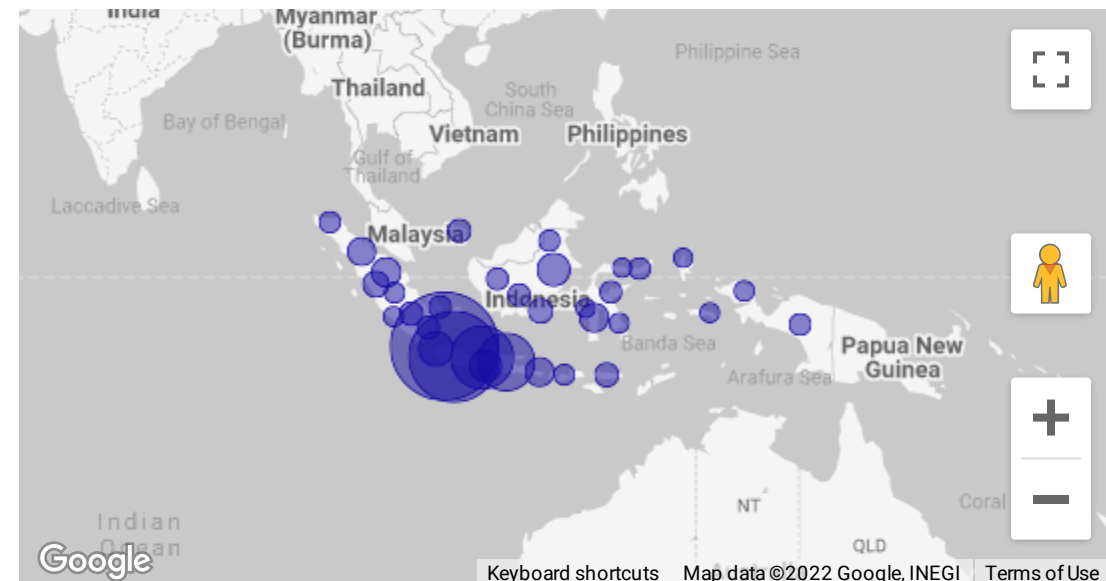 India
Myanmar
(Burma)
Philippine Sea
Thailand
South
China Sea
Bay of Bengal
Vietnam
Philippines
Gulf of
Thailand
Laccadive Sea
Malaysia
Indonesia
Banda Sea
Papua New
Guinea
Arafura Sea
NT
Coral
Indian
Ocean
QLD
Google
Keyboard shortcuts
Map data ©2022 Google, INEGI
Terms of Use